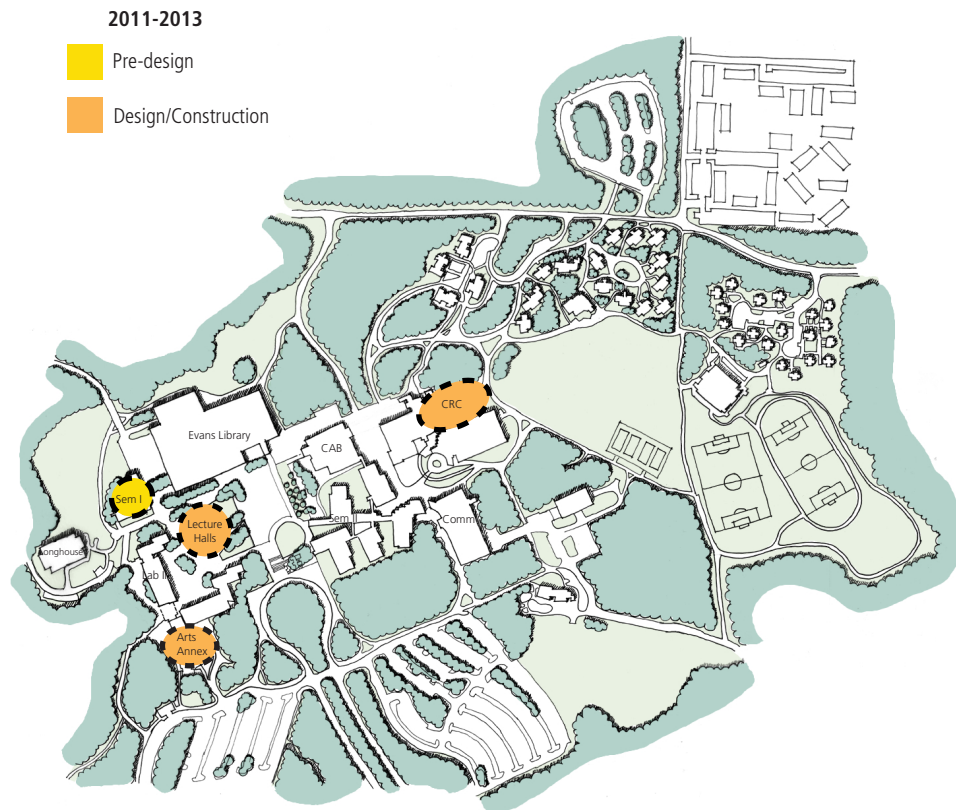 2011-2013
Pre-design
Design/Construction
CRC
Evans Library
CAB
Sem I
Lecture
Halls
Comm
Sem
Longhouse
Lab II
Arts
Annex